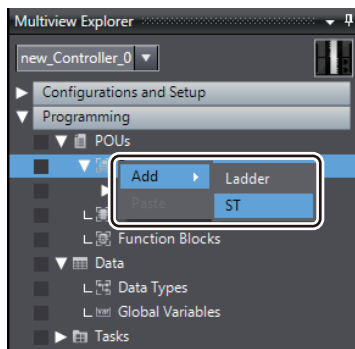 Multiview Explorer
new_Controller_0
Configurations and Setup
Programming
POUs
Add
Ladder
Paste
ST
Function Blocks
Data
Data Types
Global Variables
Tasks